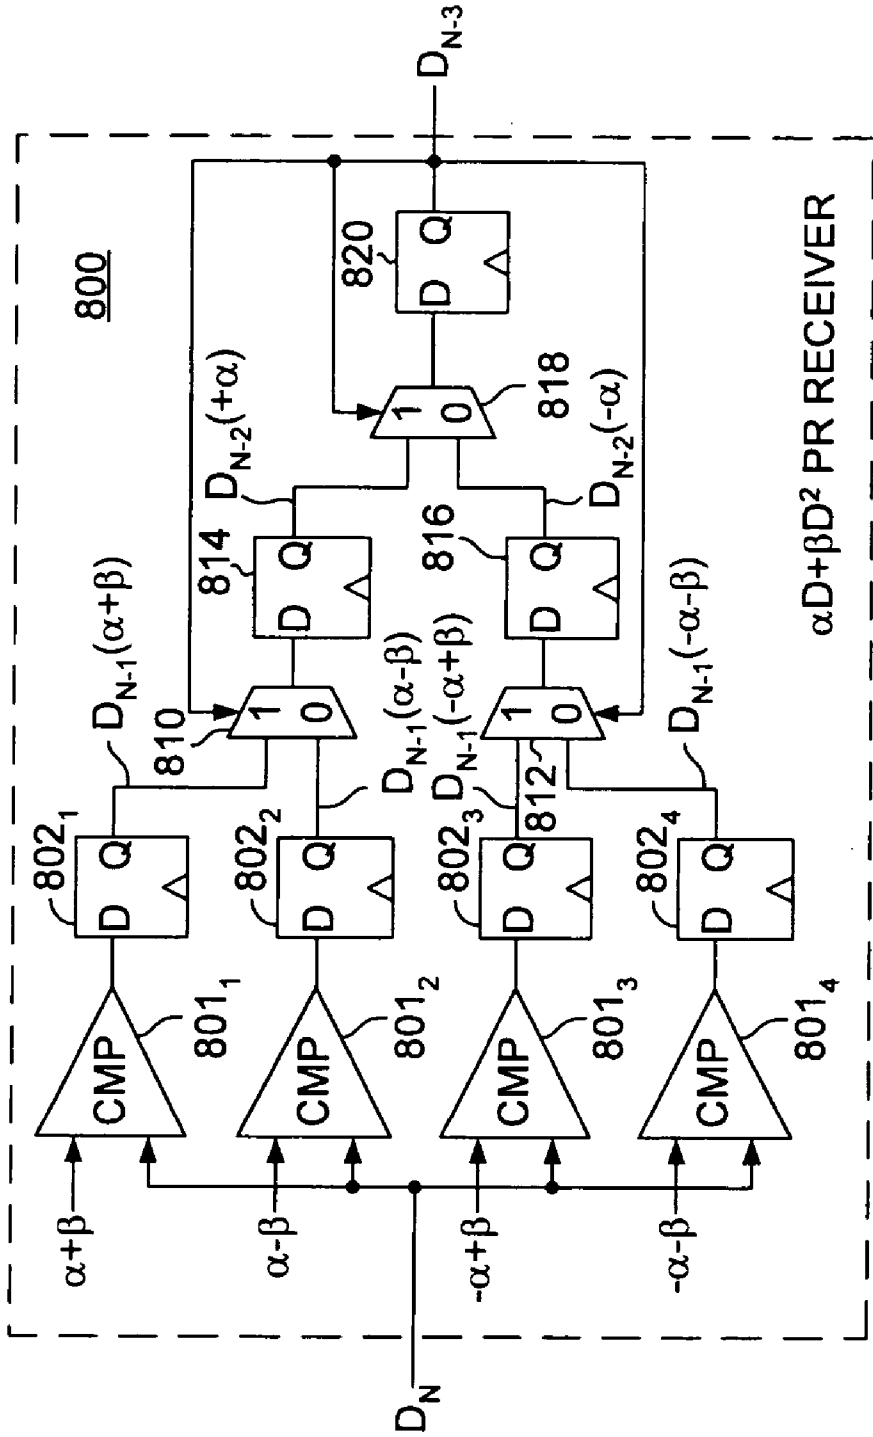 800
D_N
D_{N-3}
α+β
α-β
-α+β
-α-β
CMP
CMP
CMP
CMP
801₁
801₂
801₃
801₄
802₁
802₂
802₃
802₄
D Q
D Q
D Q
D Q
D_{N-1}(α+β)
D_{N-1}(α-β)
D_{N-1}(-α+β)
D_{N-1}(-α-β)
810
1
0
812
1
0
814
D Q
816
D Q
D_{N-2}(+α)
D_{N-2}(-α)
818
1
0
820
D Q
αD+βD² PR RECEIVER